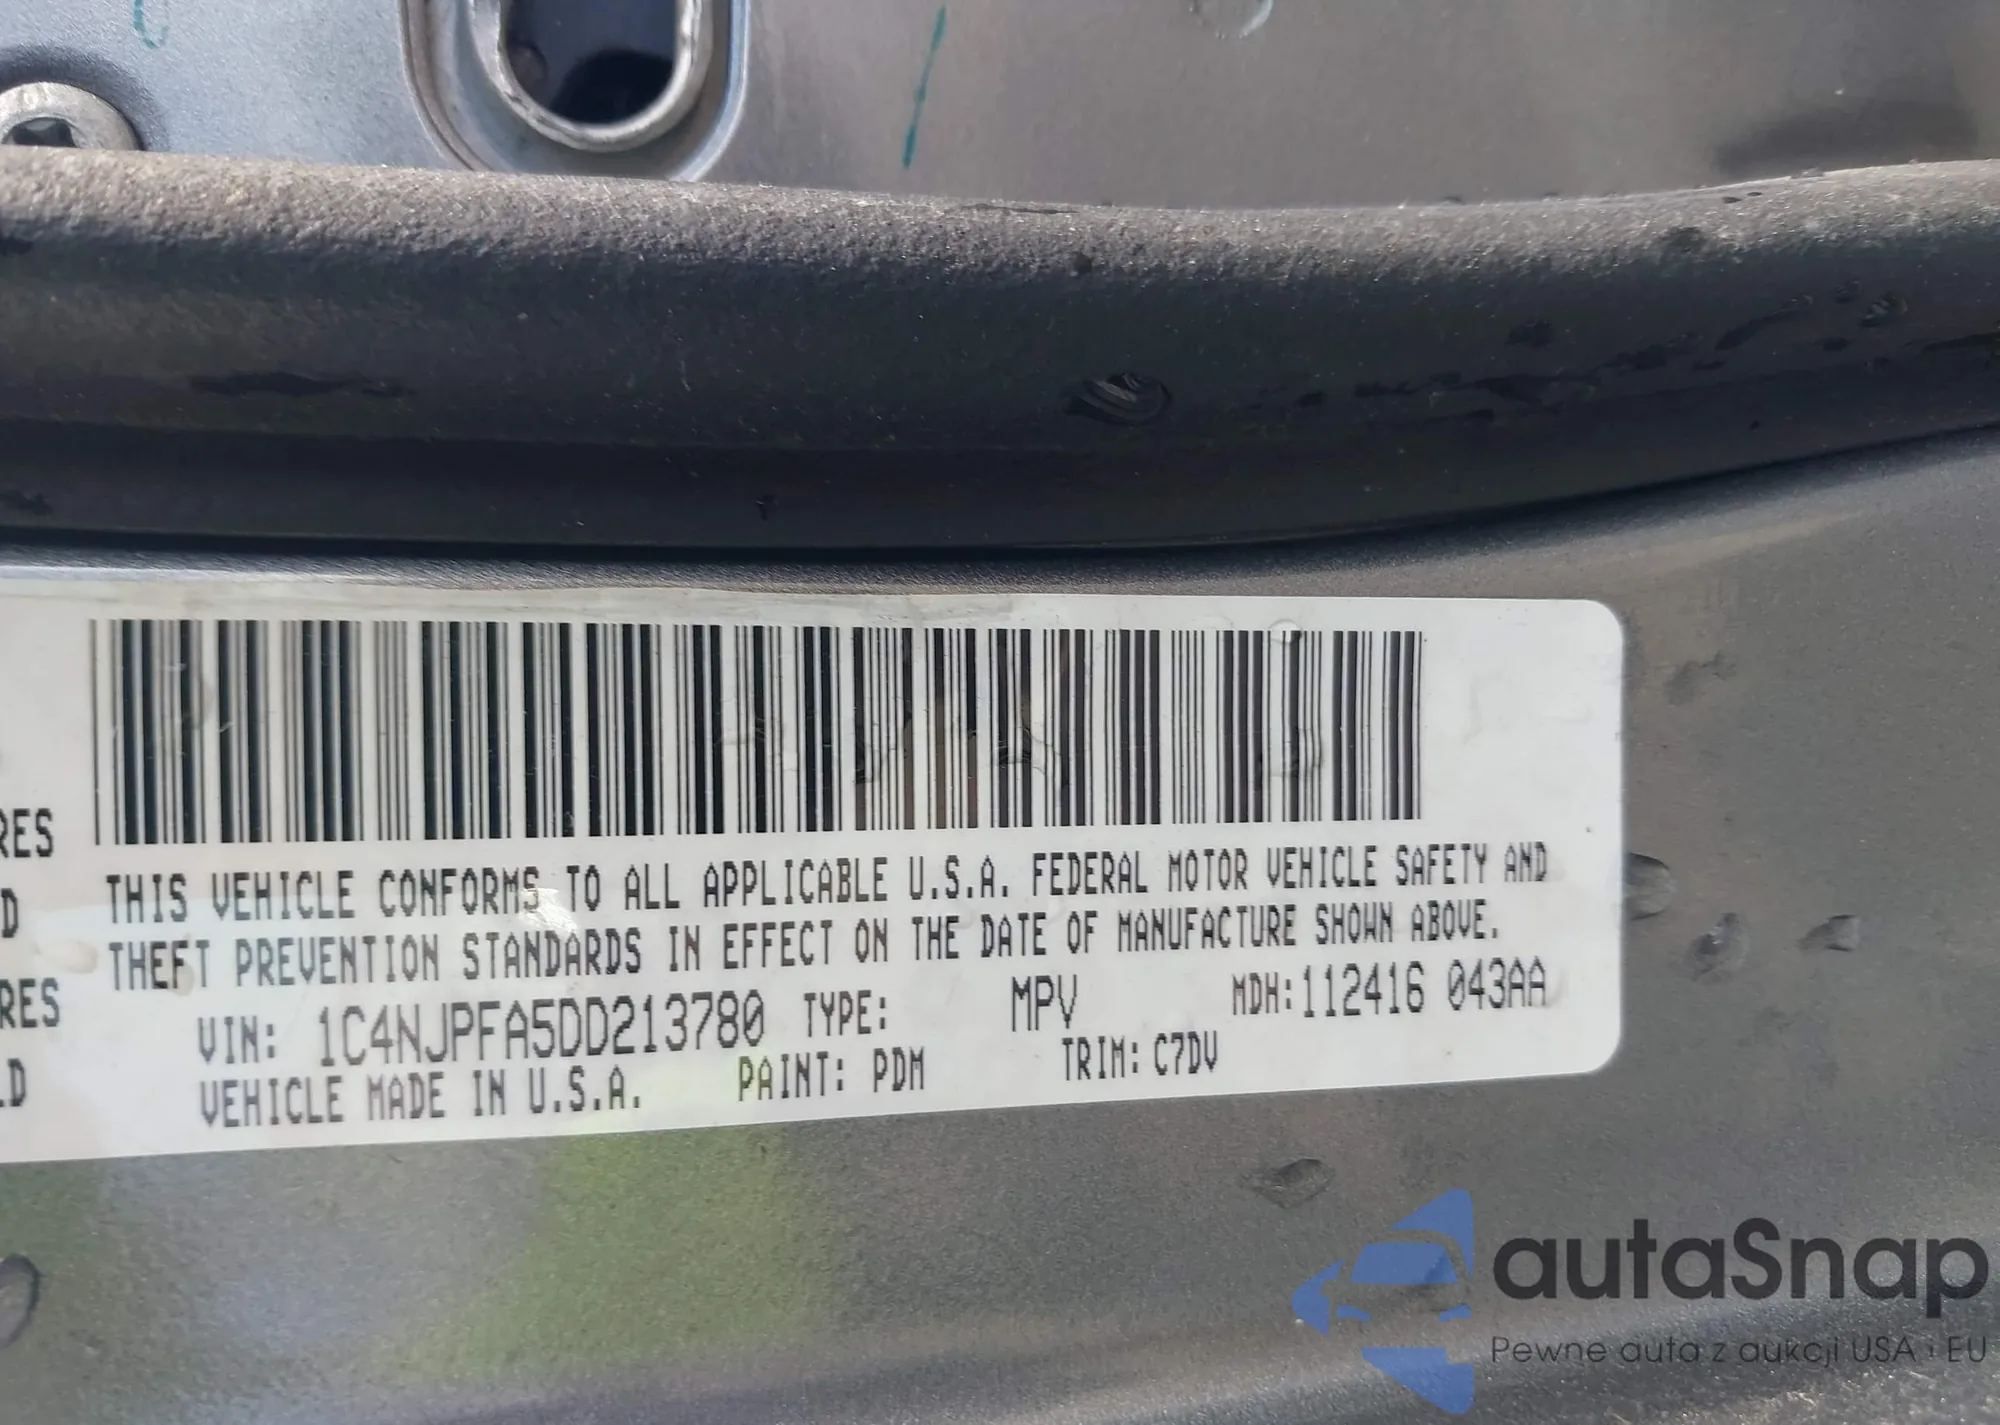 RES
D
RES
LD
THIS VEHICLE CONFORMS TO ALL APPLICABLE U.S.A. FEDERAL MOTOR VEHICLE SAFETY AND
THEFT PREVENTION STANDARDS IN EFFECT ON THE DATE OF MANUFACTURE SHOWN ABOVE.
VIN: 1C4NJPFA5DD213780 TYPE: MPV MDH:112416 043AA
VEHICLE MADE IN U.S.A. PAINT: PDM TRIM: C7DV
autaSnap
Pewne auta z aukcji USA i EU